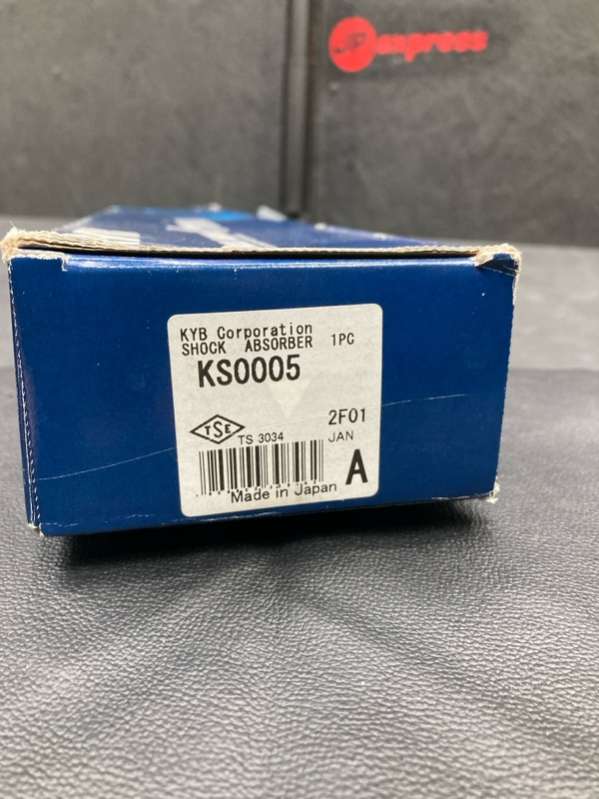 express
KYB Corporation
SHOCK ABSORBER 1PC
KS0005
TSE
TS 3034
2F01
JAN
A
Made in Japan